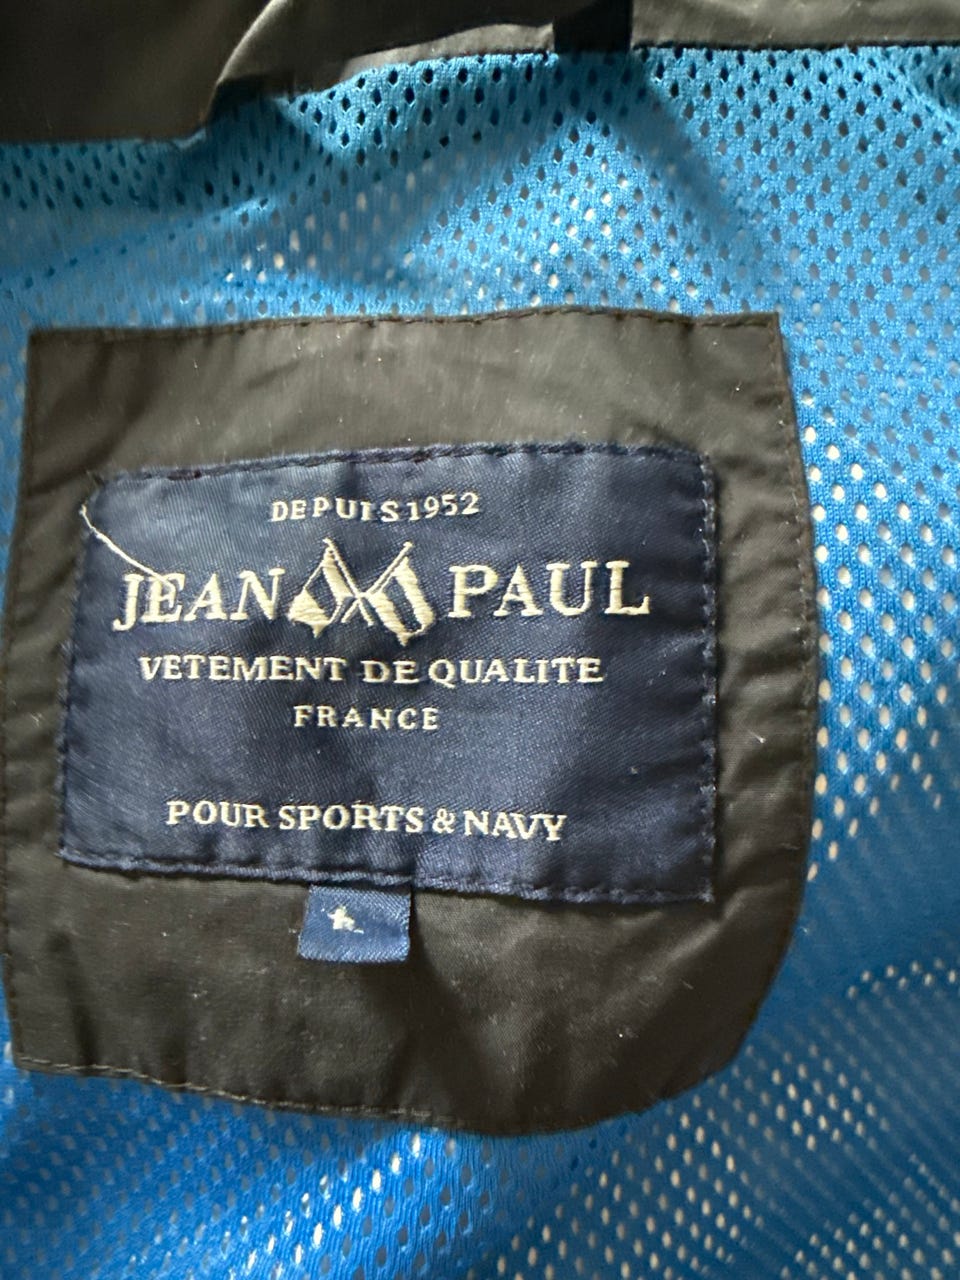 DEPUIS 1952
JEAN PAUL
VETEMENT DE QUALITE
FRANCE
POUR SPORTS & NAVY